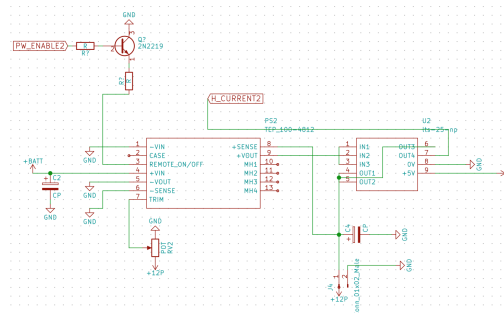 GND
3
PW_ENABLE2
R
R?
2
Q?
2N2219
1
R?
R
H_CURRENT2
PS2
TEP_100-4812
U2
lts-25-np
GND
1 -VIN
2 CASE
3 REMOTE_ON/OFF
4 +VIN
5 -VOUT
6 -SENSE
7 TRIM
+SENSE 8
+VOUT 9
MH1 10
MH2 11
MH3 12
MH4 13
1 IN1
2 IN2
3 IN3
4 OUT1
5 OUT2
OUT3 6
OUT4 7
0V 8
+5V 9
GND
+BATT
C2
CP
GND
GND
GND
GND
POT
RV2
+12P
C4
CP
GND
GND
J4
1
2
onn_01x02_Male
+12P